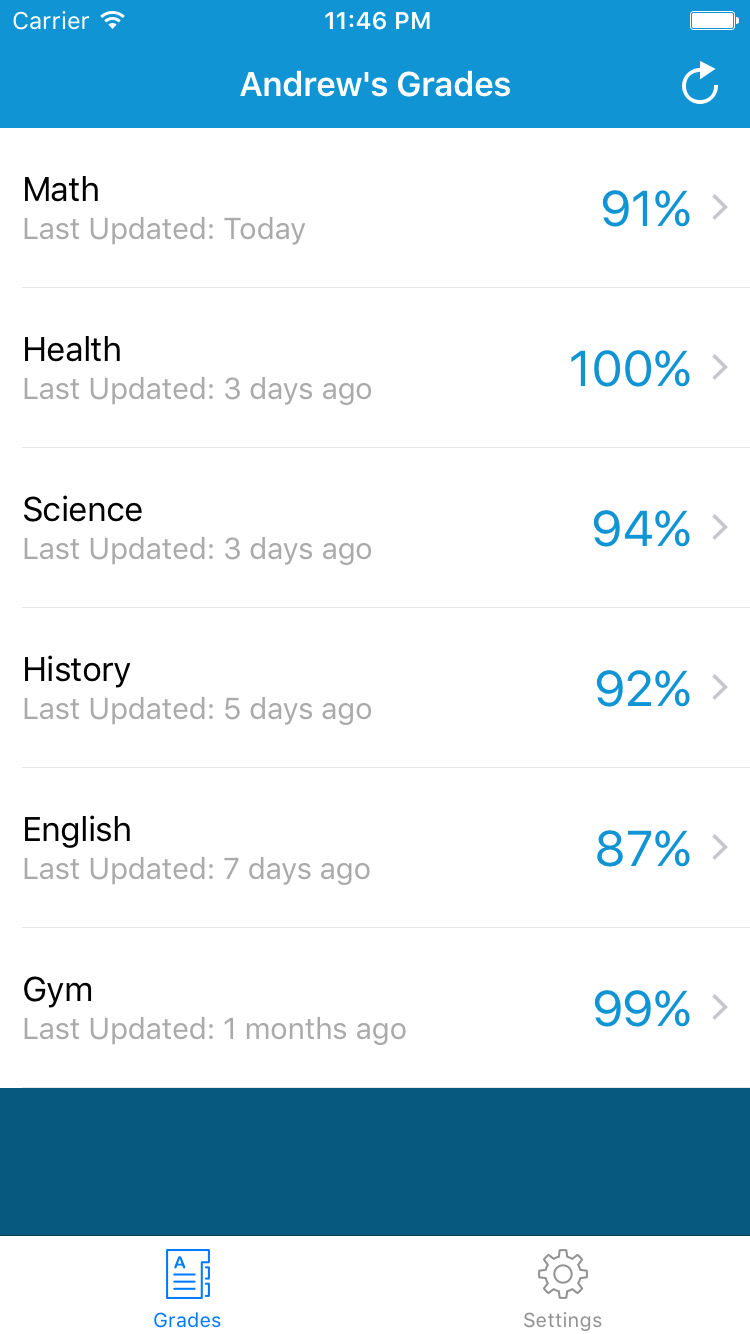 Carrier 11:46 PM
Andrew's Grades
Math
Last Updated: Today
91%
Health
Last Updated: 3 days ago
100%
Science
Last Updated: 3 days ago
94%
History
Last Updated: 5 days ago
92%
English
Last Updated: 7 days ago
87%
Gym
Last Updated: 1 months ago
99%
A
Grades
Settings